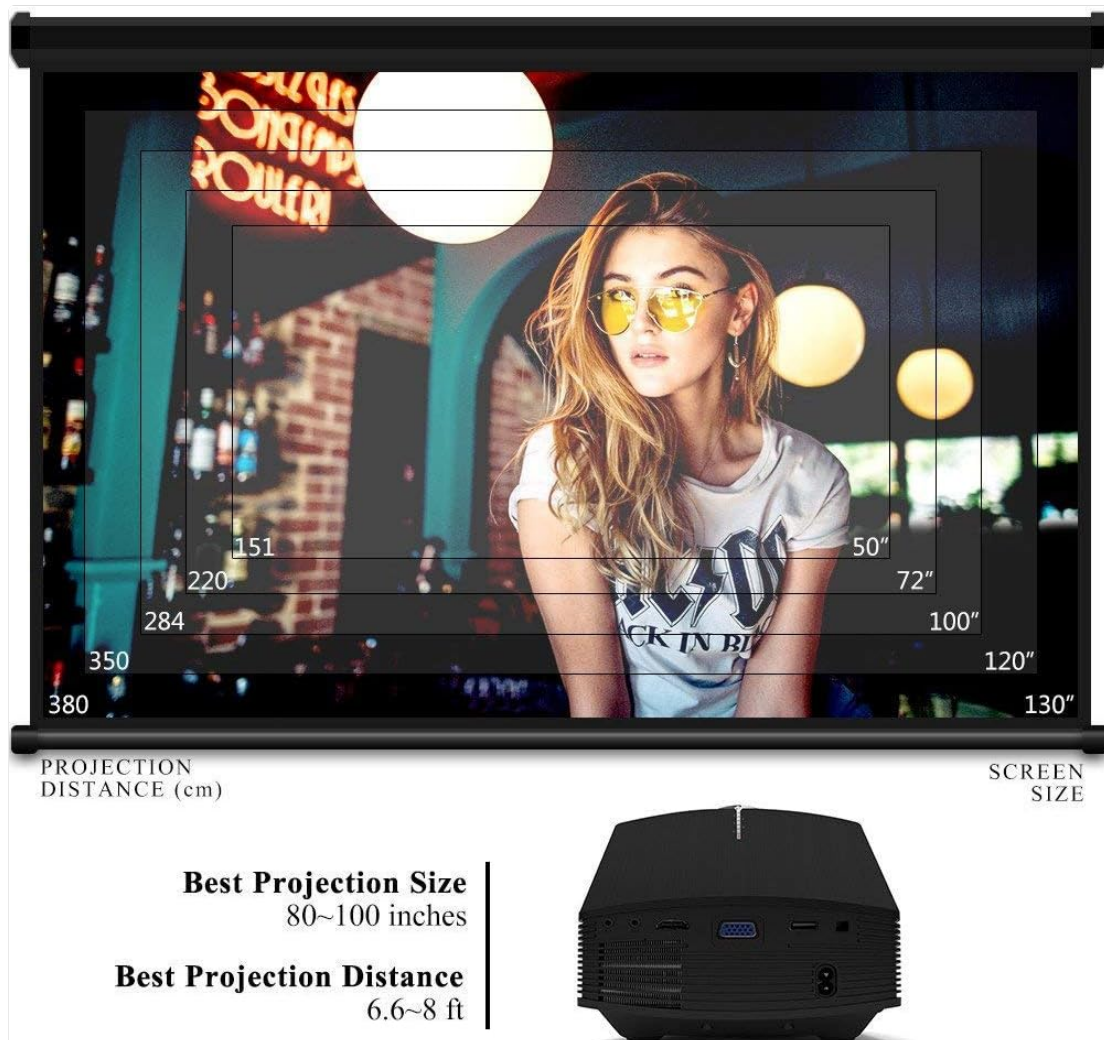 151
50″
220
72″
284
100″
350
120″
380
130″
PROJECTION
DISTANCE (cm)
SCREEN
SIZE
Best Projection Size
80~100 inches
Best Projection Distance
6.6~8 ft